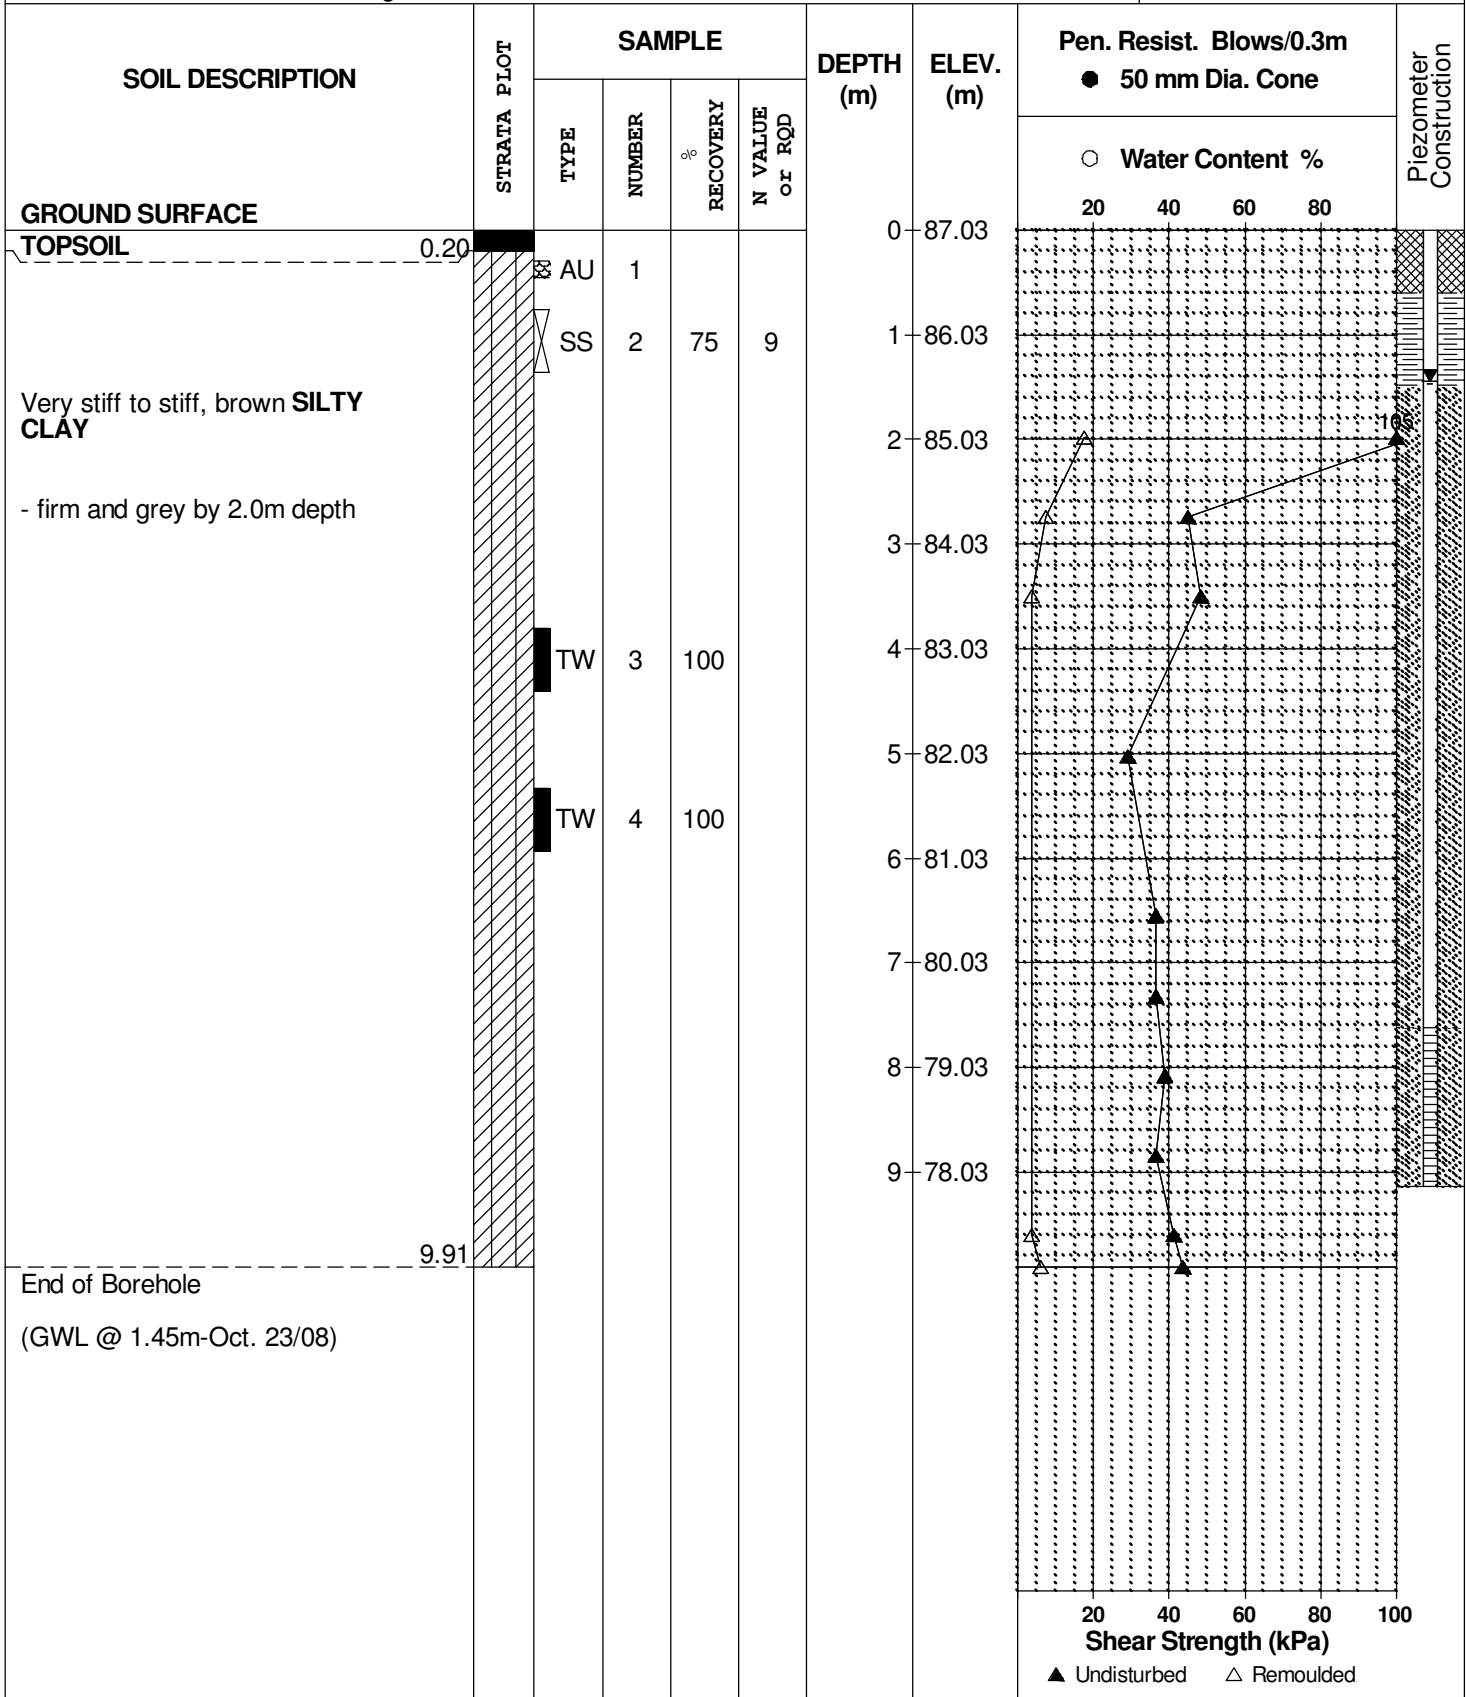 SOIL DESCRIPTION
STRATA PLOT
SAMPLE
TYPE
NUMBER
% RECOVERY
N VALUE or RQD
DEPTH (m)
ELEV. (m)
Pen. Resist. Blows/0.3m
● 50 mm Dia. Cone
○ Water Content %
Piezometer Construction
20 40 60 80
GROUND SURFACE
0 87.03
TOPSOIL 0.20
AU 1
SS 2 75 9
1 86.03
Very stiff to stiff, brown SILTY
CLAY
105
2 85.03
- firm and grey by 2.0m depth
3 84.03
TW 3 100
4 83.03
5 82.03
TW 4 100
6 81.03
7 80.03
8 79.03
9 78.03
9.91
End of Borehole
(GWL @ 1.45m-Oct. 23/08)
20 40 60 80 100
Shear Strength (kPa)
▲ Undisturbed △ Remoulded